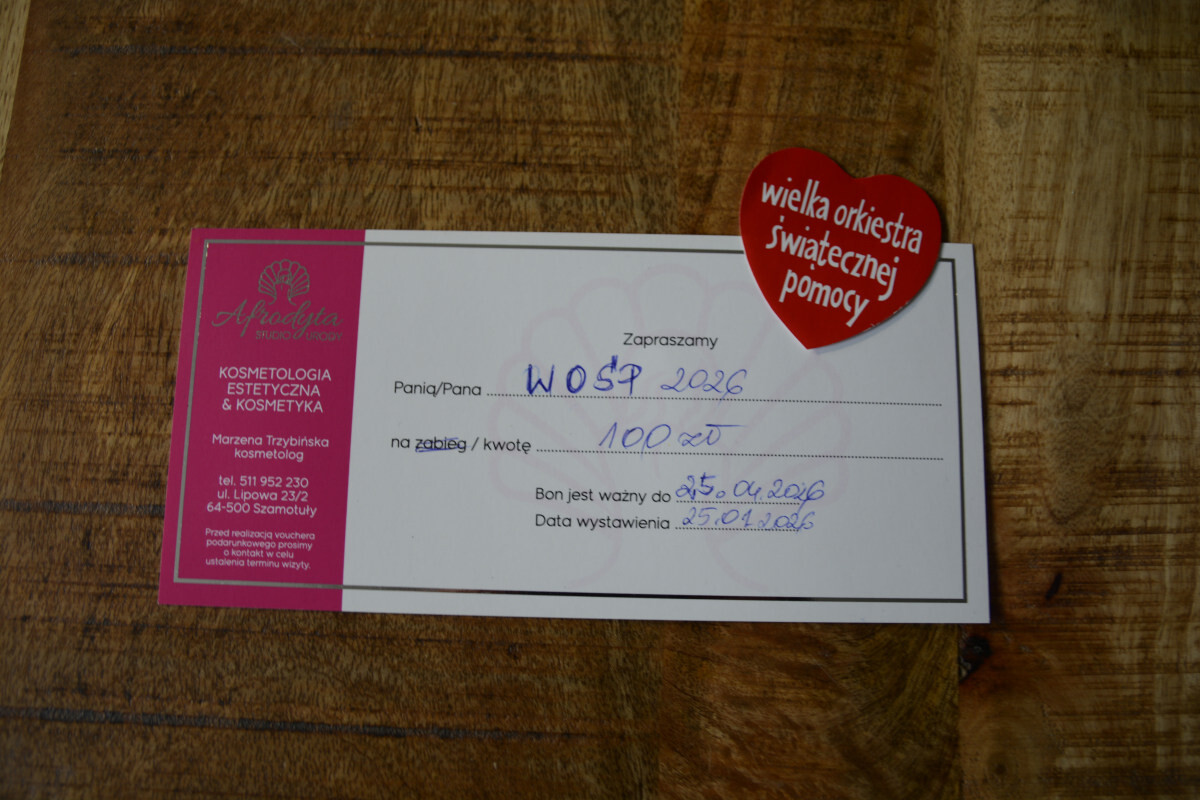 wielka orkiestra
świątecznej
pomocy
Afrodyta
STUDIO URODY
KOSMETOLOGIA
ESTETYCZNA
& KOSMETYKA
Marzena Trzybińska
kosmetolog
tel. 511 952 230
ul. Lipowa 23/2
64-500 Szamotuły
Przed realizacją vouchera
podarunkowego prosimy
o kontakt w celu
ustalenia terminu wizyty.
Zapraszamy
Panią/Pana WOŚP 2026
na zabieg / kwotę 100 zł
Bon jest ważny do 25.04.2026
Data wystawienia 25.01.2026